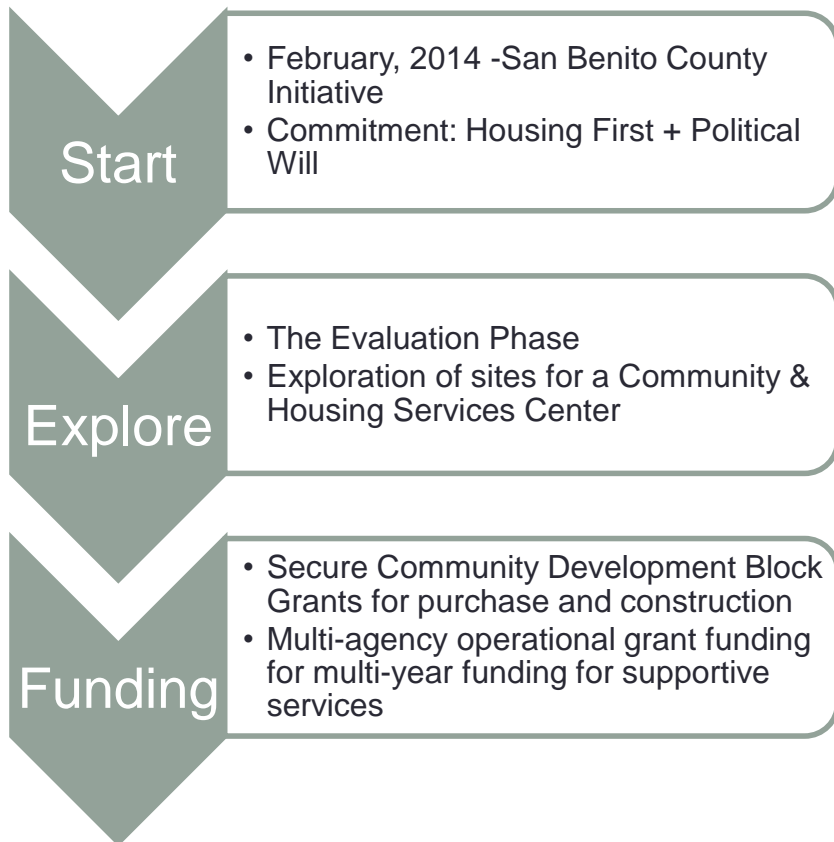 Start
• February, 2014 -San Benito County
Initiative
• Commitment: Housing First + Political
Will
Explore
• The Evaluation Phase
• Exploration of sites for a Community &
Housing Services Center
Funding
• Secure Community Development Block
Grants for purchase and construction
• Multi-agency operational grant funding
for multi-year funding for supportive
services